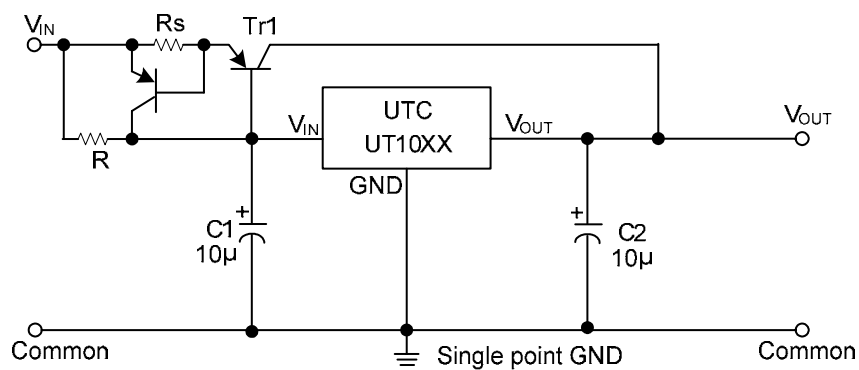 VIN
Rs
Tr1
R
VIN
UTC
UT10XX
VOUT
GND
VOUT
+
C1
10μ
+
C2
10μ
Common
Single point GND
Common